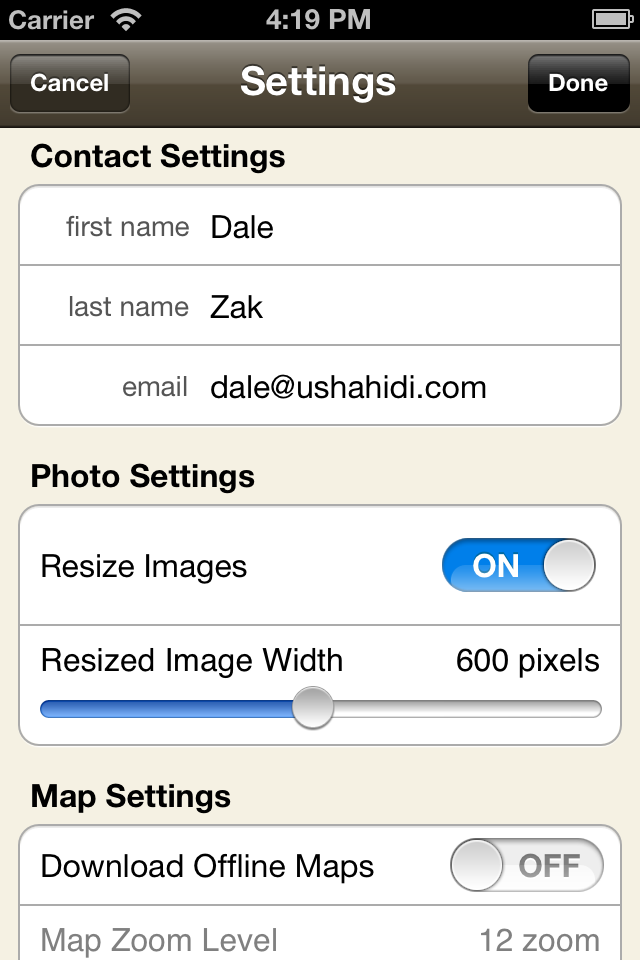 Carrier 4:19 PM
Cancel Settings Done
Contact Settings
first name Dale
last name Zak
email dale@ushahidi.com
Photo Settings
Resize Images ON
Resized Image Width 600 pixels
Map Settings
Download Offline Maps OFF
Map Zoom Level 12 zoom